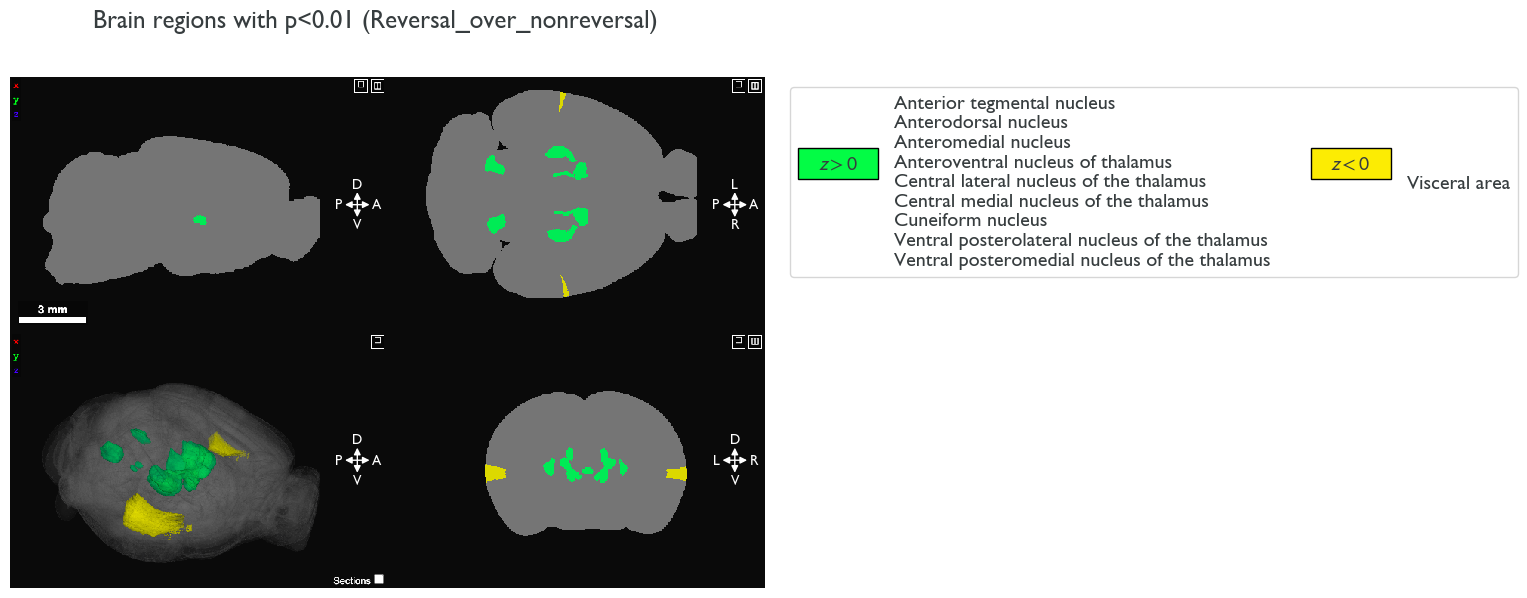 Brain regions with p<0.01 (Reversal_over_nonreversal)
x
y
z
D
P A
V
3 mm
L
P A
R
x
y
z
D
P A
V
Sections
D
L R
V
z > 0
Anterior tegmental nucleus
Anterodorsal nucleus
Anteromedial nucleus
Anteroventral nucleus of thalamus
Central lateral nucleus of the thalamus
Central medial nucleus of the thalamus
Cuneiform nucleus
Ventral posterolateral nucleus of the thalamus
Ventral posteromedial nucleus of the thalamus
z < 0
Visceral area